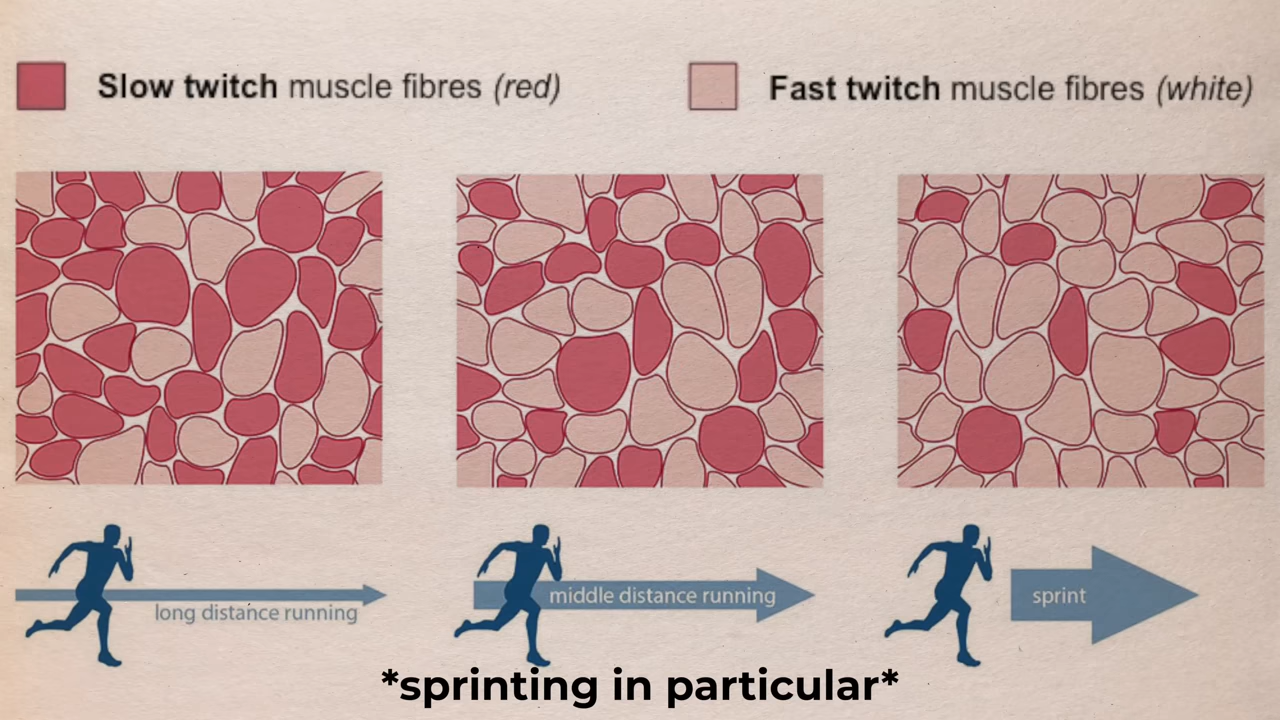 Slow twitch muscle fibres (red)
Fast twitch muscle fibres (white)
long distance running
middle distance running
sprint
*sprinting in particular*